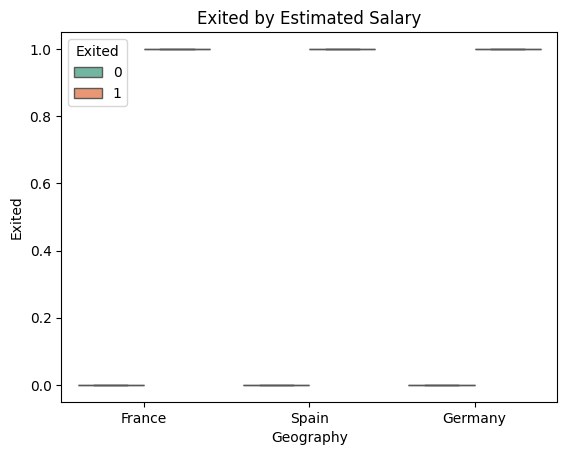 Exited by Estimated Salary
Exited
0
1
1.0
0.8
0.6
0.4
0.2
0.0
Exited
France Spain Germany
Geography